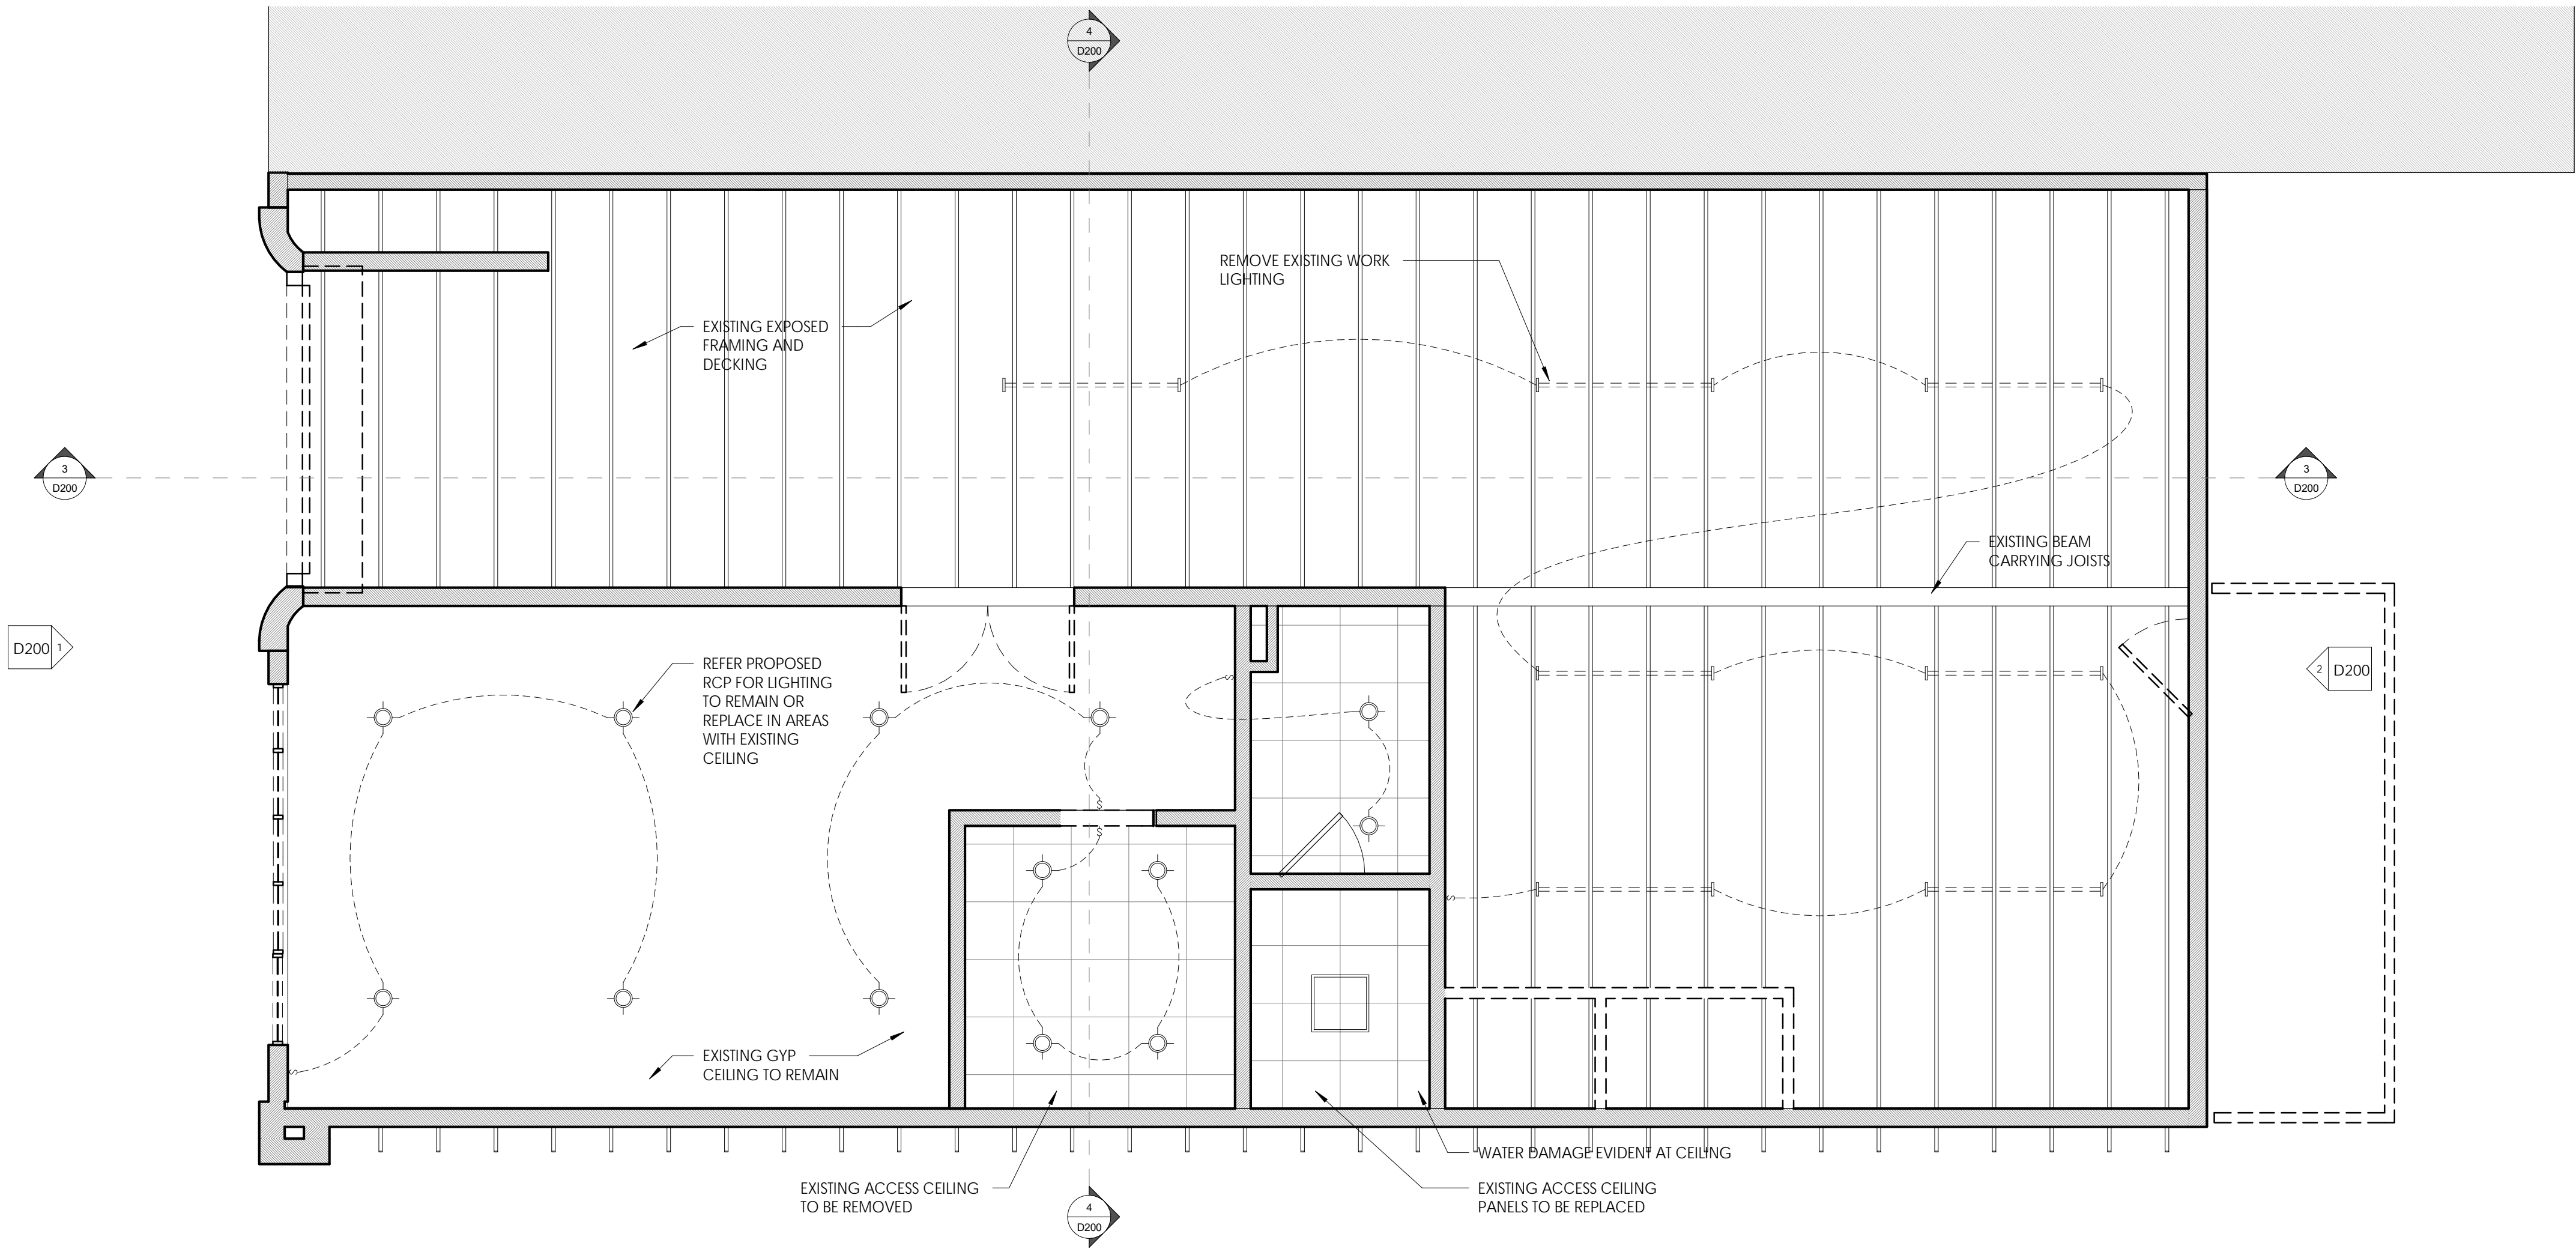 4
D200
REMOVE EXISTING WORK
LIGHTING
EXISTING EXPOSED
FRAMING AND
DECKING
3
D200
3
D200
EXISTING BEAM
CARRYING JOISTS
D200 1
REFER PROPOSED
RCP FOR LIGHTING
TO REMAIN OR
REPLACE IN AREAS
WITH EXISTING
CEILING
2 D200
$
$
$
$
$
EXISTING GYP
CEILING TO REMAIN
WATER DAMAGE EVIDENT AT CEILING
EXISTING ACCESS CEILING
TO BE REMOVED
EXISTING ACCESS CEILING
PANELS TO BE REPLACED
4
D200